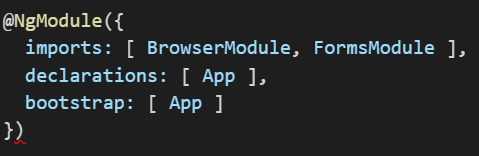 @NgModule({
  imports: [ BrowserModule, FormsModule ],
  declarations: [ App ],
  bootstrap: [ App ]
})